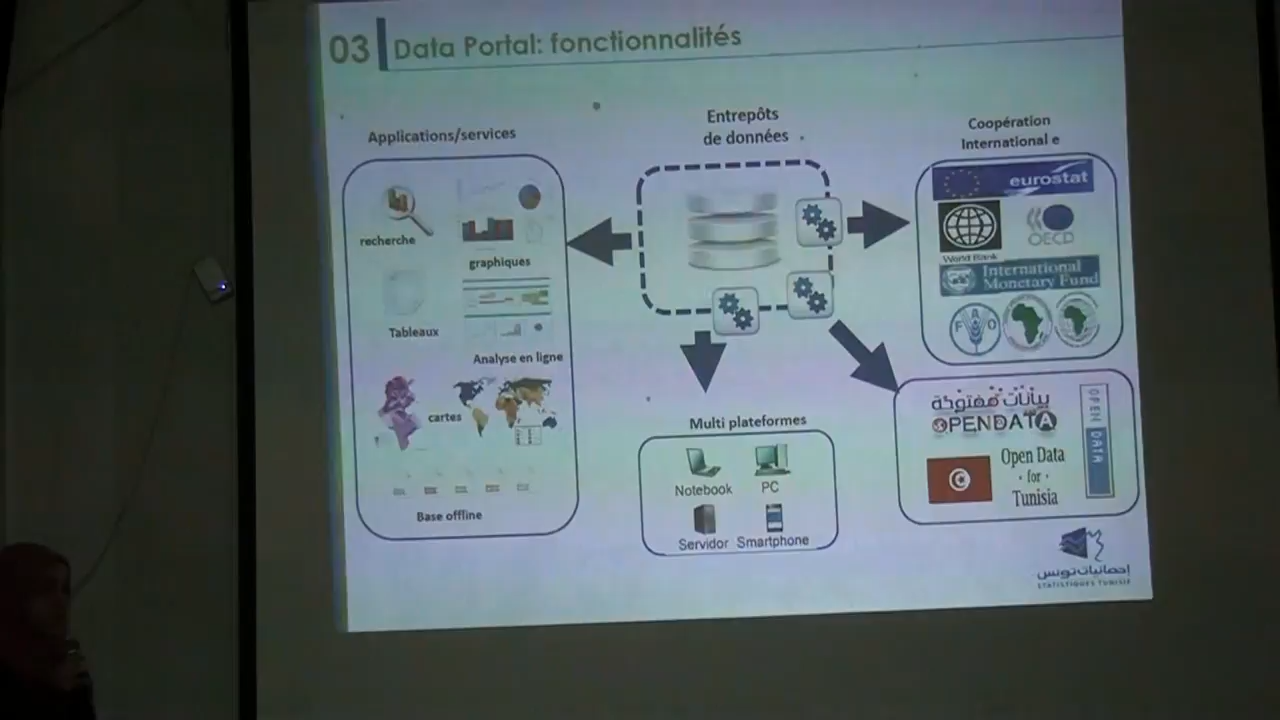 03 Data Portal: fonctionnalités
Applications/services
recherche
graphiques
Tableaux
Analyse en ligne
cartes
Base offline
Entrepôts
de données
Multi plateformes
Notebook
PC
Servidor
Smartphone
Coopération
International e
eurostat
World Bank
OECD
International
Monetary Fund
F A O
بيانات مفتوحة
OPENDATA
OPEN DATA
Open Data
- for -
Tunisia
إحصائيات تونس
STATISTIQUES TUNISIE